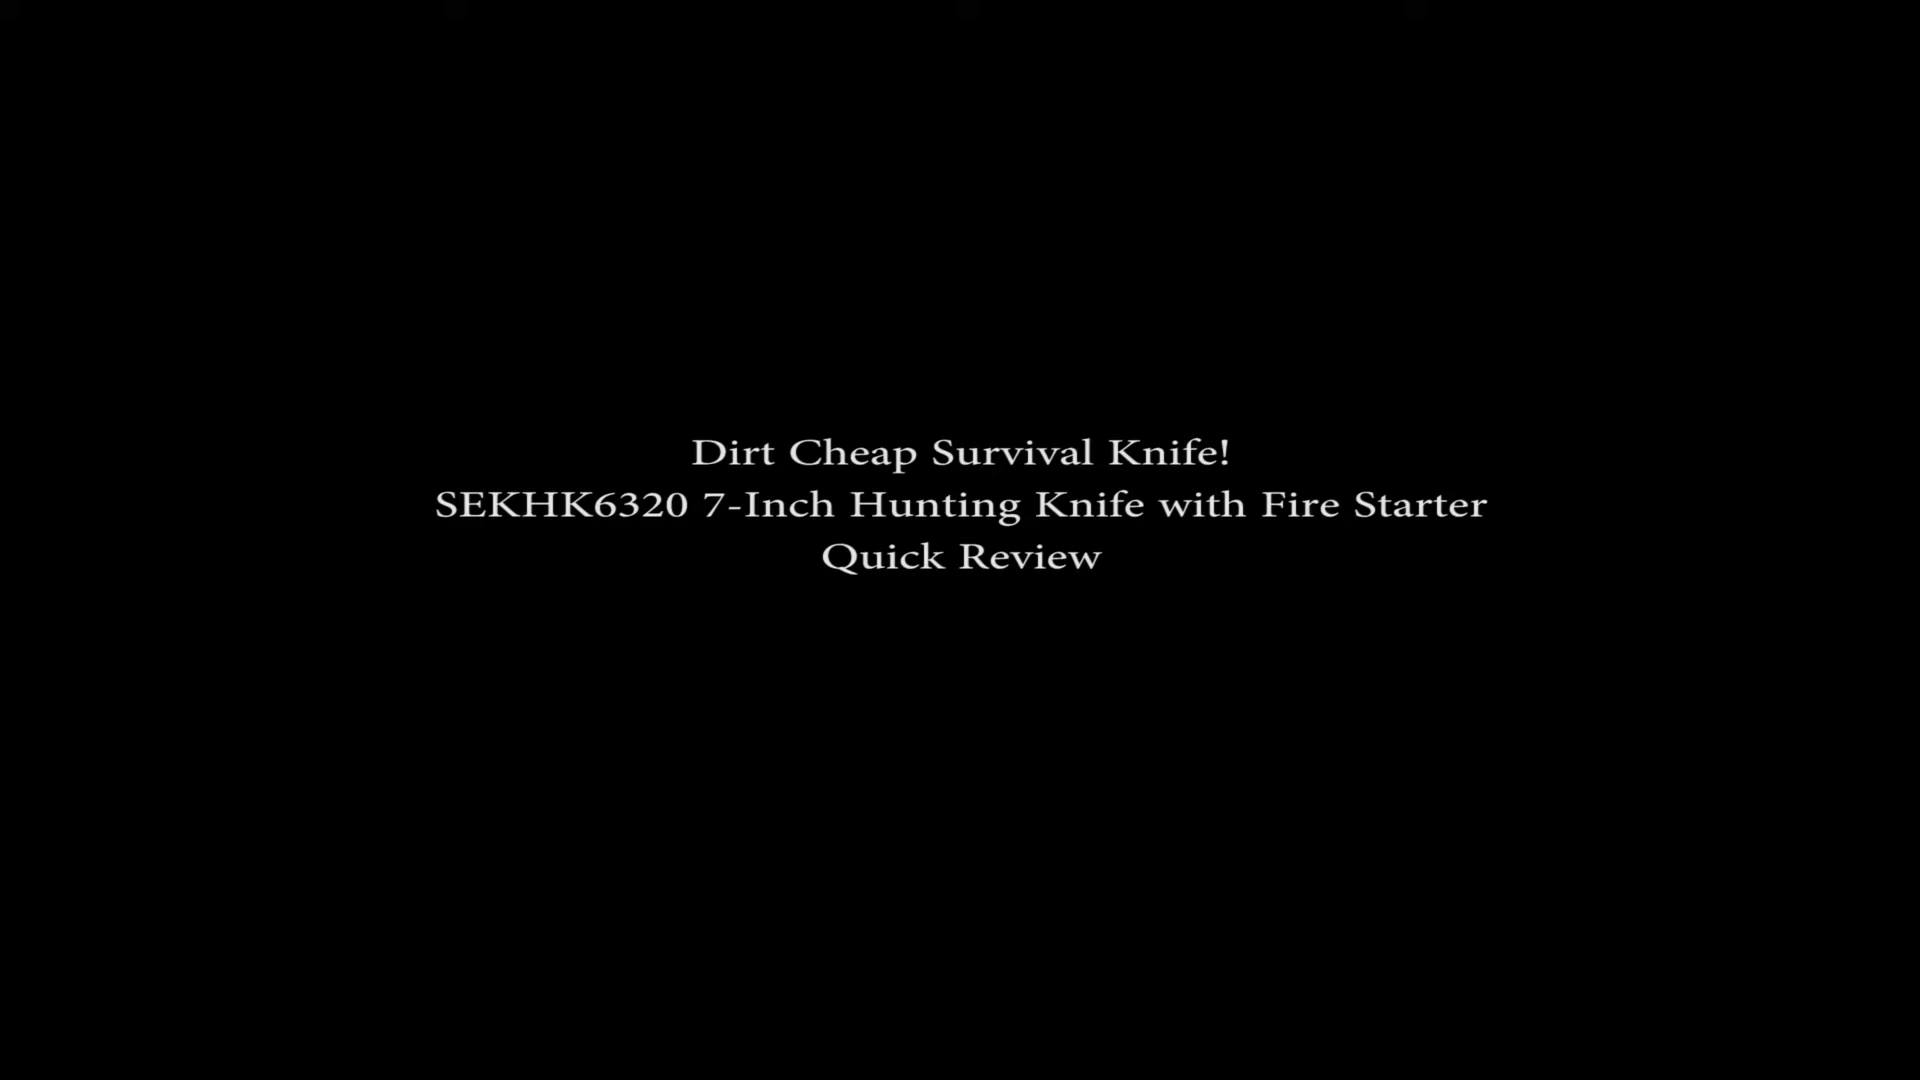 Dirt Cheap Survival Knife!
SEKHK6320 7-Inch Hunting Knife with Fire Starter
Quick Review